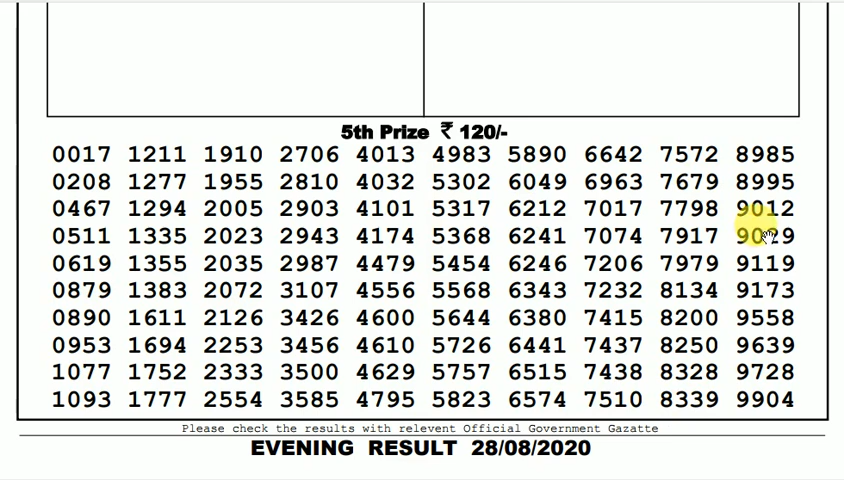 5th Prize ₹ 120/-
0017 1211 1910 2706 4013 4983 5890 6642 7572 8985
0208 1277 1955 2810 4032 5302 6049 6963 7679 8995
0467 1294 2005 2903 4101 5317 6212 7017 7798 9012
0511 1335 2023 2943 4174 5368 6241 7074 7917
0619 1355 2035 2987 4479 5454 6246 7206 7979 9119
0879 1383 2072 3107 4556 5568 6343 7232 8134 9173
0890 1611 2126 3426 4600 5644 6380 7415 8200 9558
0953 1694 2253 3456 4610 5726 6441 7437 8250 9639
1077 1752 2333 3500 4629 5757 6515 7438 8328 9728
1093 1777 2554 3585 4795 5823 6574 7510 8339 9904
Please check the results with relevent Official Government Gazatte
EVENING RESULT 28/08/2020